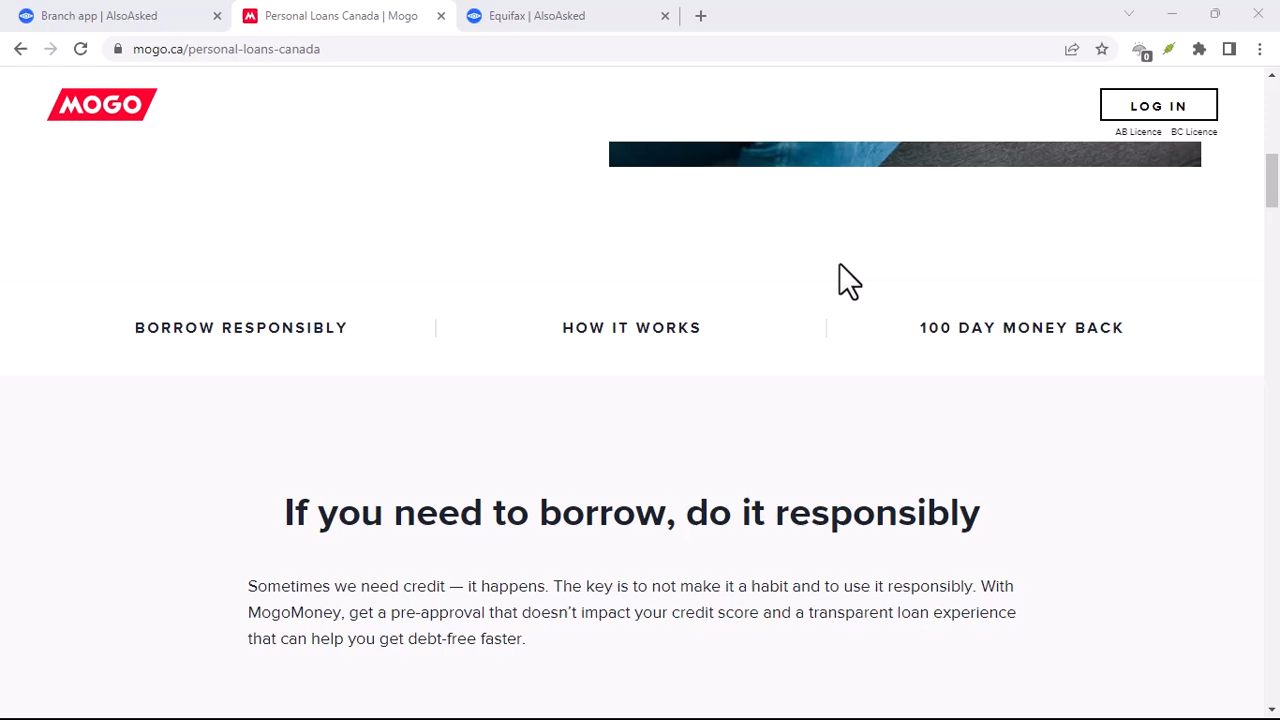 Branch app | AlsoAsked
Personal Loans Canada | Mogo
Equifax | AlsoAsked
mogo.ca/personal-loans-canada
0
MOGO
LOG IN
AB Licence BC Licence
BORROW RESPONSIBLY
HOW IT WORKS
100 DAY MONEY BACK
If you need to borrow, do it responsibly
Sometimes we need credit — it happens. The key is to not make it a habit and to use it responsibly. With
MogoMoney, get a pre-approval that doesn’t impact your credit score and a transparent loan experience
that can help you get debt-free faster.